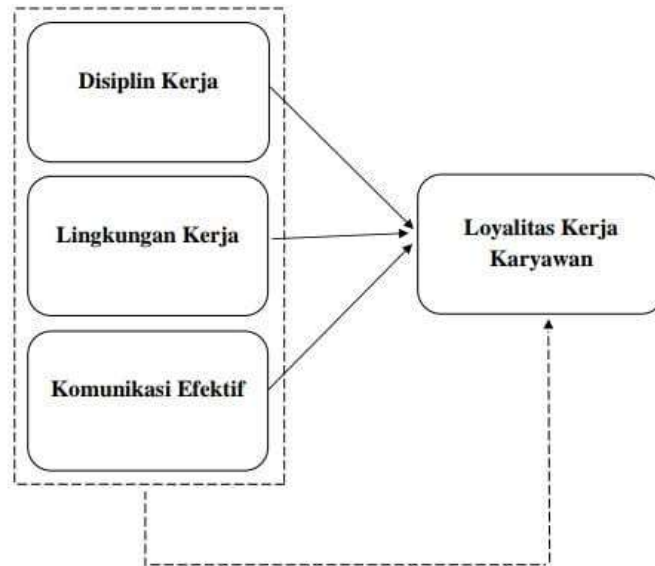 Disiplin Kerja
Lingkungan Kerja
Komunikasi Efektif
Loyalitas Kerja
Karyawan